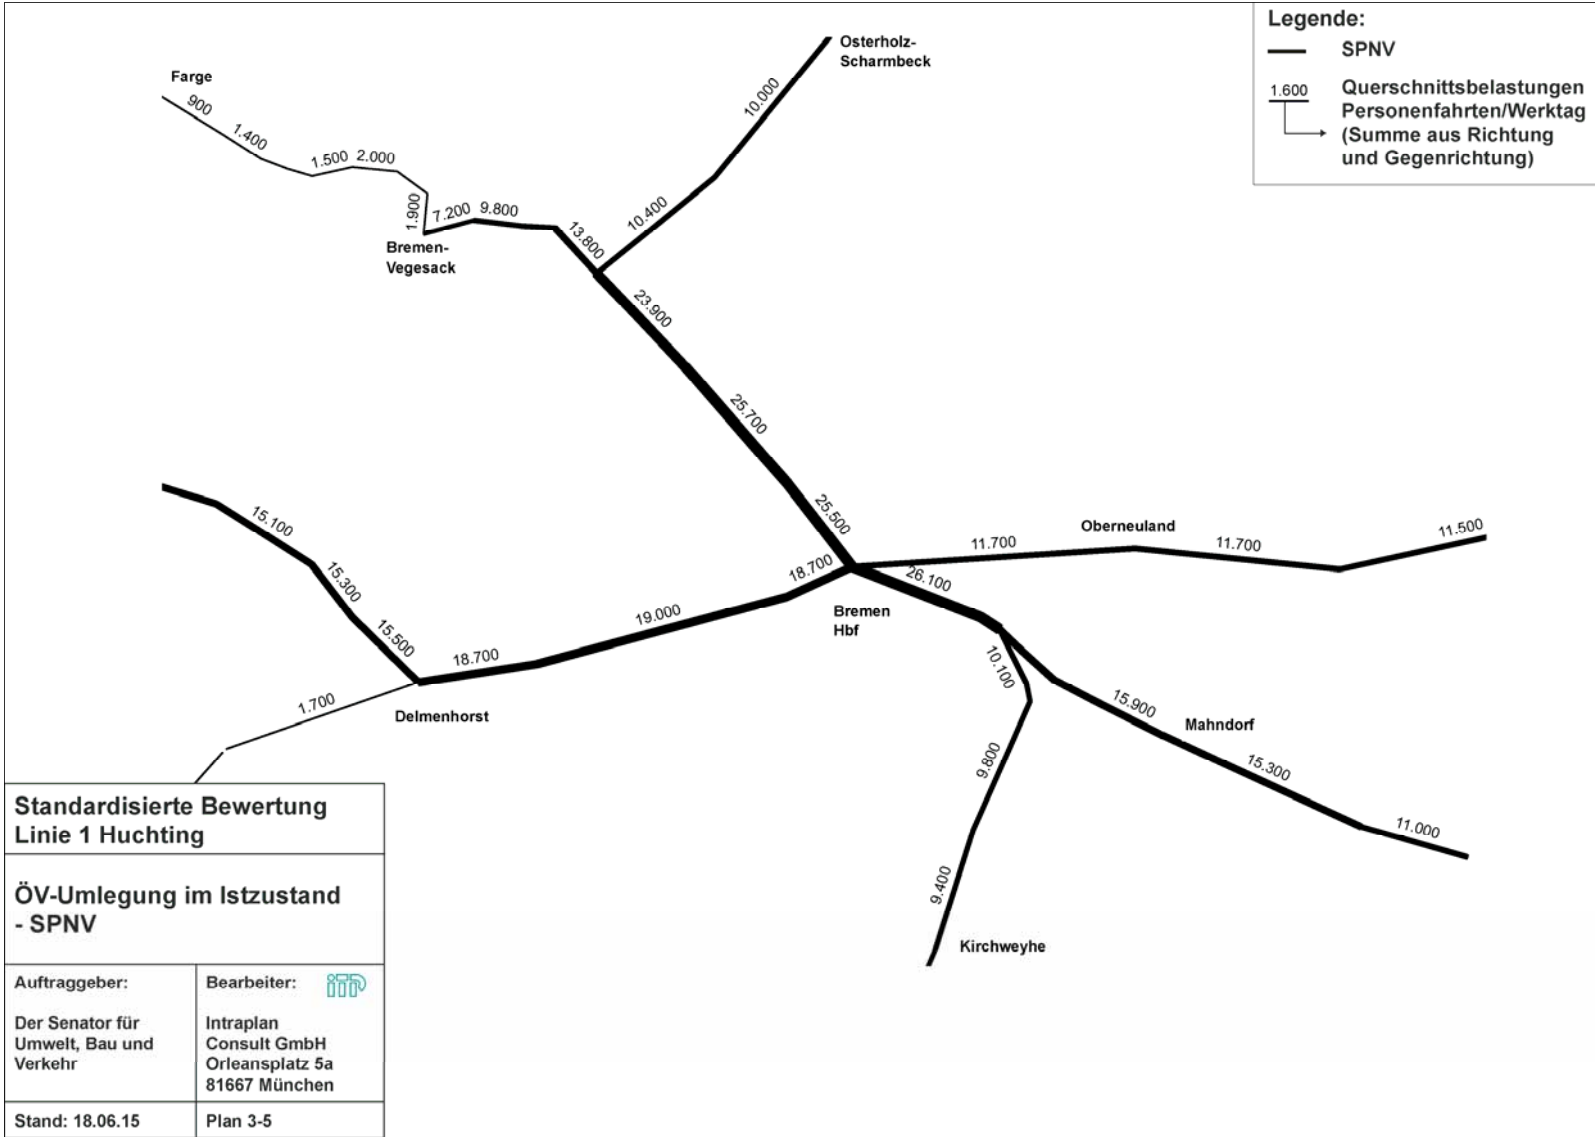 Legende:
SPNV
1.600
Querschnittsbelastungen
Personenfahrten/Werktag
(Summe aus Richtung
und Gegenrichtung)
Osterholz-
Scharmbeck
10.000
10.400
Farge
900
1.400
1.500
2.000
1.900
7.200
9.800
13.800
Bremen-
Vegesack
23.900
25.700
25.500
15.100
15.300
15.500
18.700
19.000
18.700
1.700
Delmenhorst
Bremen
Hbf
11.700
Oberneuland
11.700
11.500
26.100
10.100
9.800
9.400
Kirchweyhe
15.900
Mahndorf
15.300
11.000
Standardisierte Bewertung
Linie 1 Huchting
ÖV-Umlegung im Istzustand
- SPNV
Auftraggeber:
Der Senator für
Umwelt, Bau und
Verkehr
Bearbeiter:
iTP
Intraplan
Consult GmbH
Orleansplatz 5a
81667 München
Stand: 18.06.15
Plan 3-5